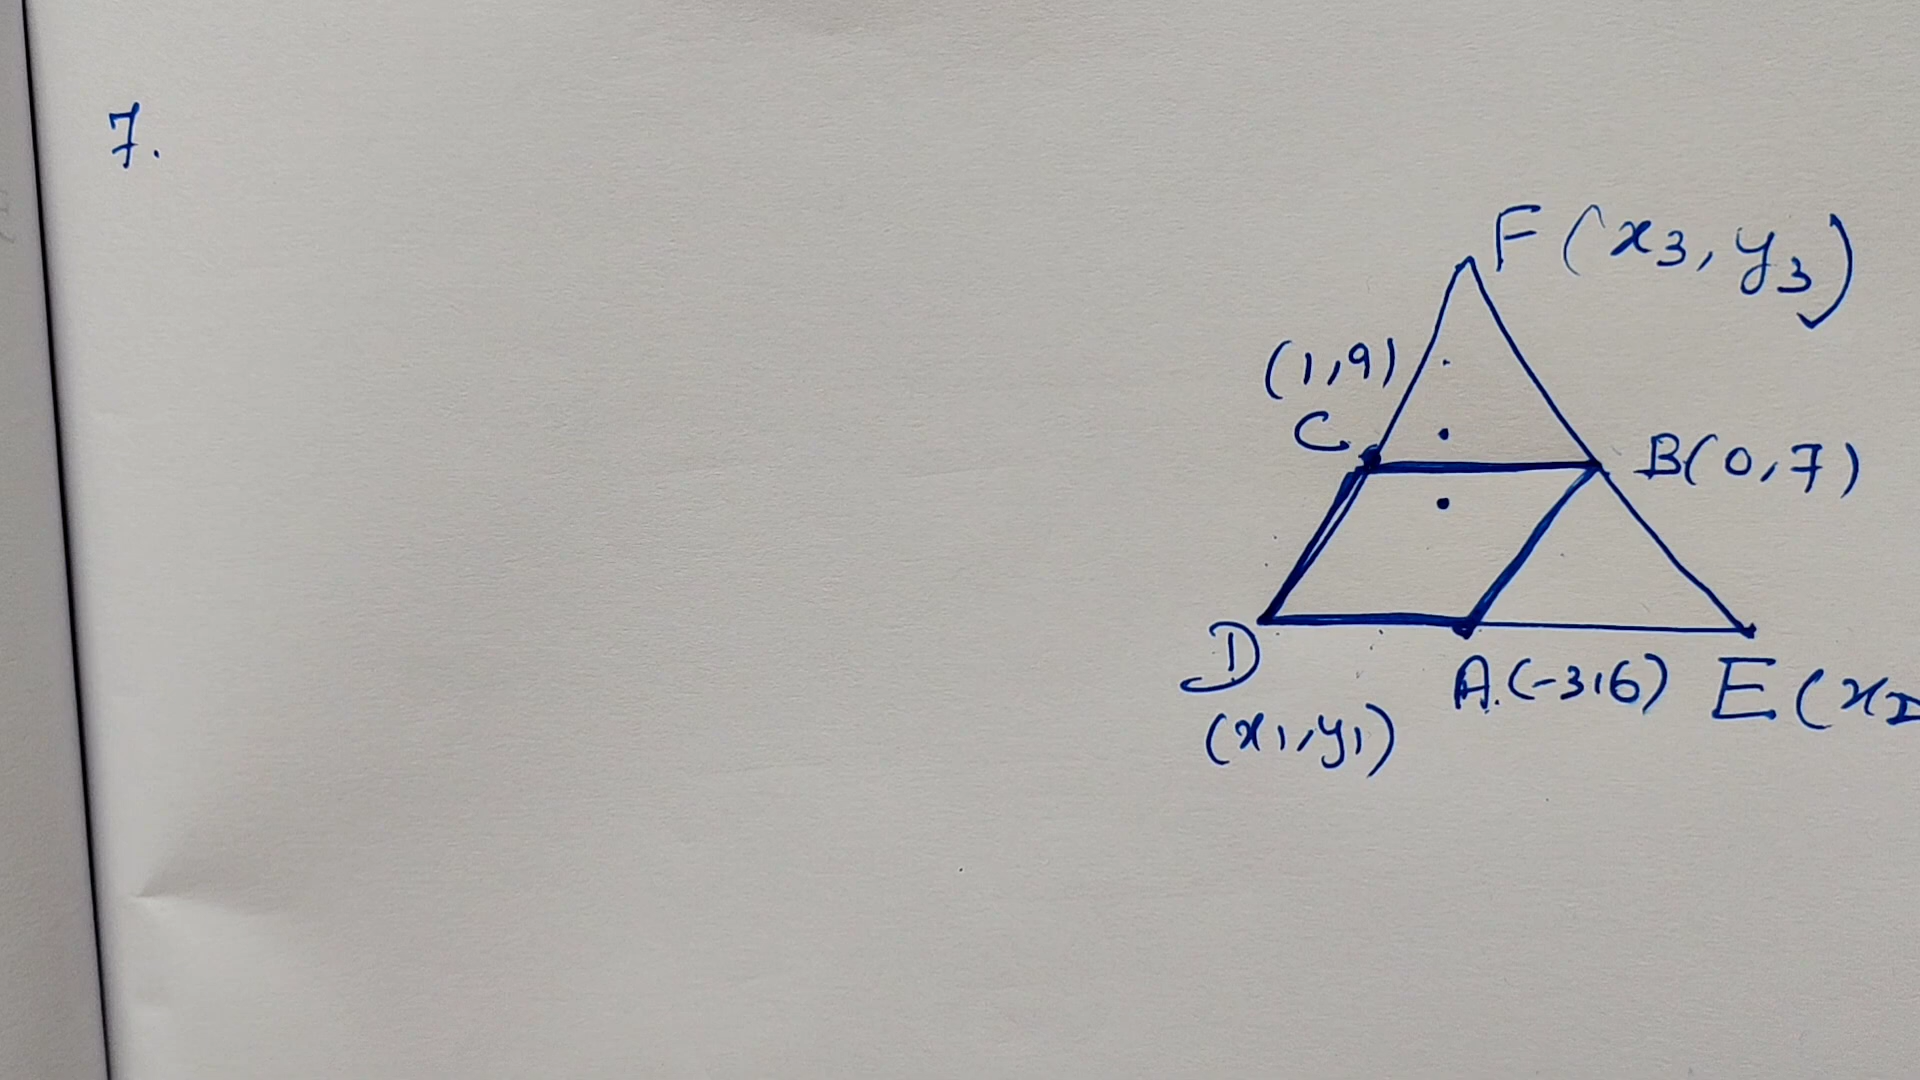 7.
F (x3, y3)
(1,9)
C
B(0,7)
D
A.(-3,6)
E (x2
(x1, y1)